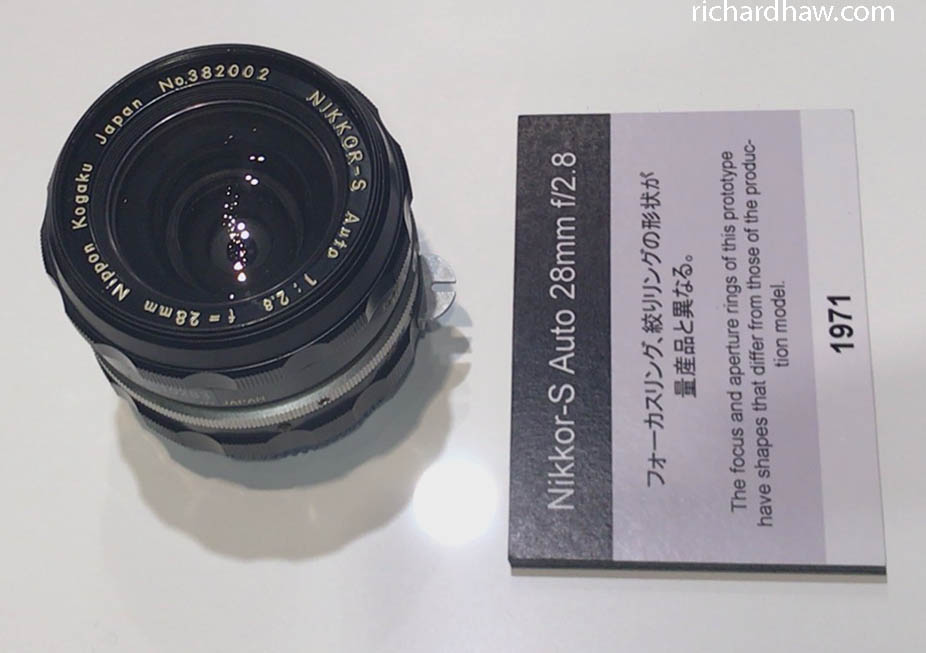 richardhaw.com
NIKKOR-S Auto 1:2.8 f=28mm Nippon Kogaku Japan No.382002
Nikkor-S Auto 28mm f/2.8
フォーカスリング、絞りリングの形状が
量産品と異なる。
The focus and aperture rings of this prototype
have shapes that differ from those of the produc-
tion model.
1971